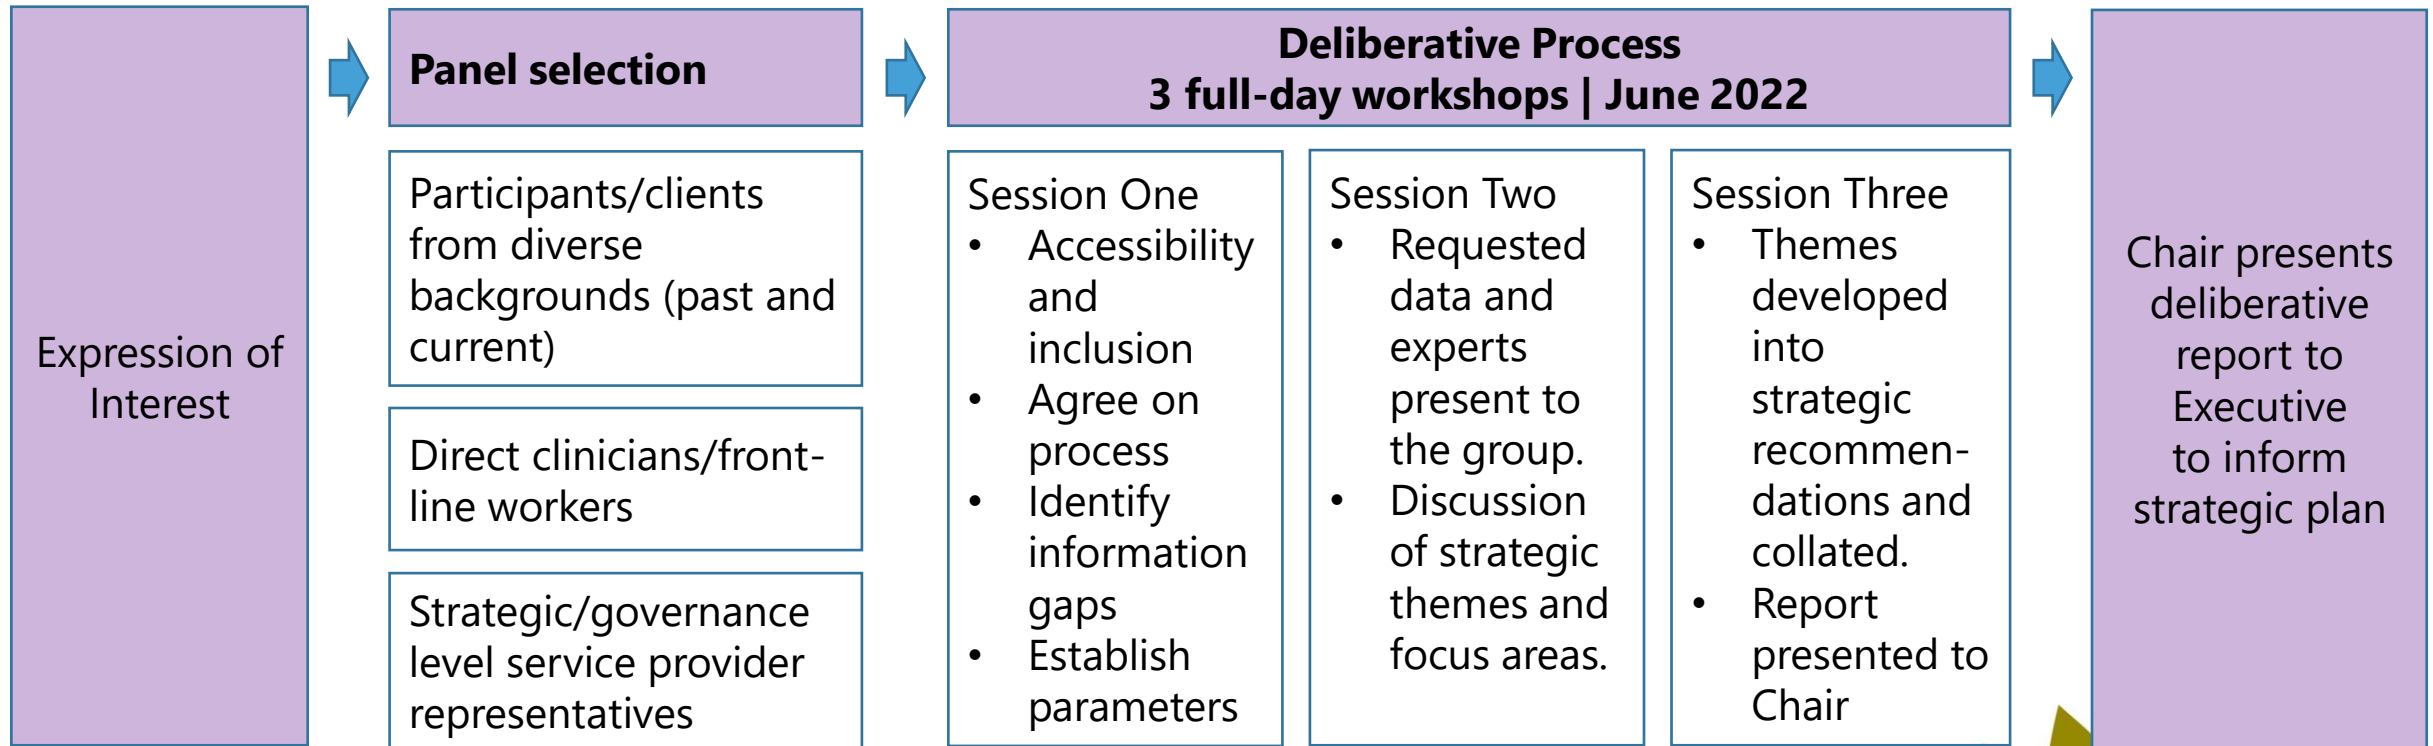 Expression of
Interest
Panel selection
Participants/clients
from diverse
backgrounds (past and
current)
Direct clinicians/front-
line workers
Strategic/governance
level service provider
representatives
Deliberative Process
3 full-day workshops | June 2022
Session One
• Accessibility
and
inclusion
• Agree on
process
• Identify
information
gaps
• Establish
parameters
Session Two
• Requested
data and
experts
present to
the group.
• Discussion
of strategic
themes and
focus areas.
Session Three
• Themes
developed
into
strategic
recommen-
dations and
collated.
• Report
presented to
Chair
Chair presents
deliberative
report to
Executive
to inform
strategic plan